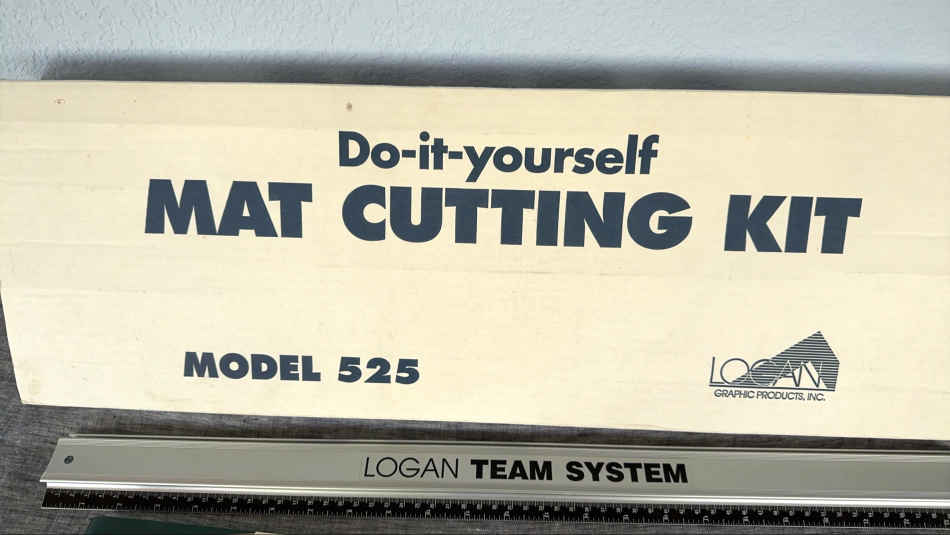 Do-it-yourself
MAT CUTTING KIT
MODEL 525
LOGAN
GRAPHIC PRODUCTS, INC.
LOGAN TEAM SYSTEM